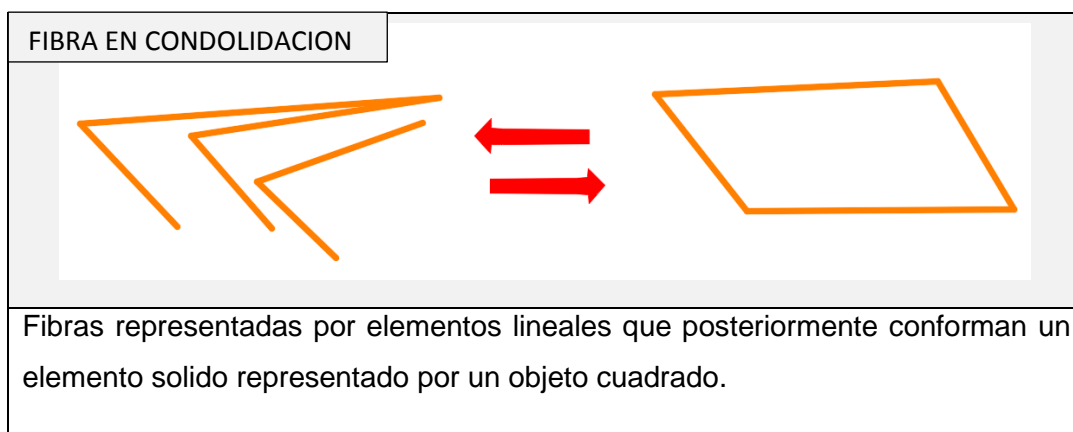 FIBRA EN CONDOLIDACION
Fibras representadas por elementos lineales que posteriormente conforman un
elemento solido representado por un objeto cuadrado.